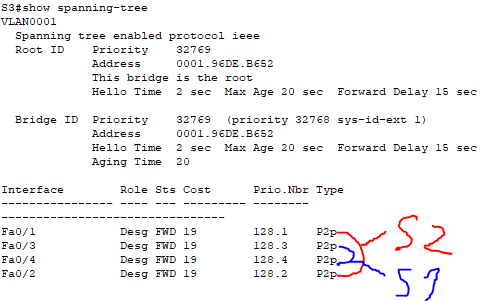 S3#show spanning-tree
VLAN0001
Spanning tree enabled protocol ieee
Root ID Priority 32769
Address 0001.96DE.B652
This bridge is the root
Hello Time 2 sec Max Age 20 sec Forward Delay 15 sec
Bridge ID Priority 32769 (priority 32768 sys-id-ext 1)
Address 0001.96DE.B652
Hello Time 2 sec Max Age 20 sec Forward Delay 15 sec
Aging Time 20
Interface Role Sts Cost Prio.Nbr Type
---------------- ---- --- --------- --------
--------------------------------
Fa0/1 Desg FWD 19 128.1 P2p
Fa0/3 Desg FWD 19 128.3 P2p
Fa0/4 Desg FWD 19 128.4 P2p
Fa0/2 Desg FWD 19 128.2 P2p
S2
S1